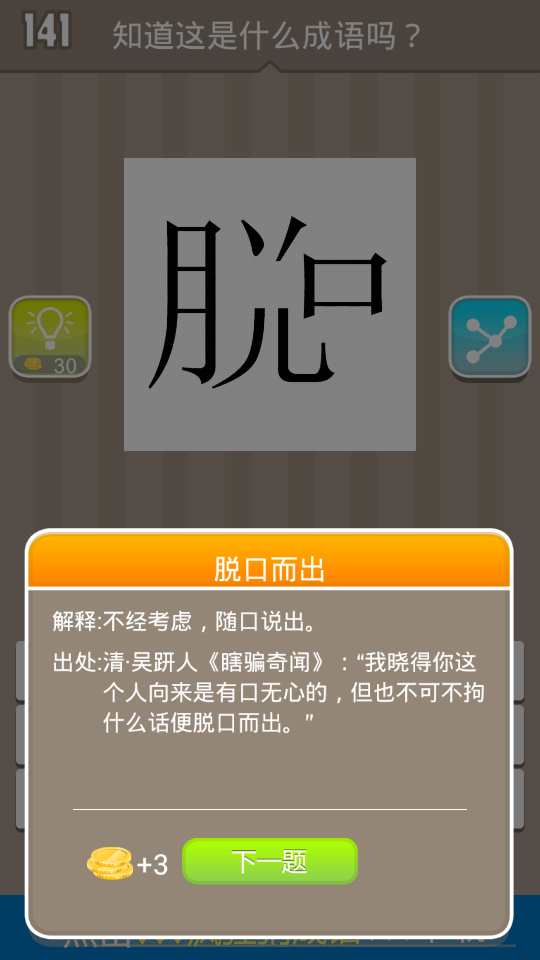 141
知道这是什么成语吗？
脱
30
脱口而出
解释:不经考虑，随口说出。
出处:清·吴趼人《瞎骗奇闻》：“我晓得你这
个人向来是有口无心的，但也不可不拘
什么话便脱口而出。”
+3
下一题